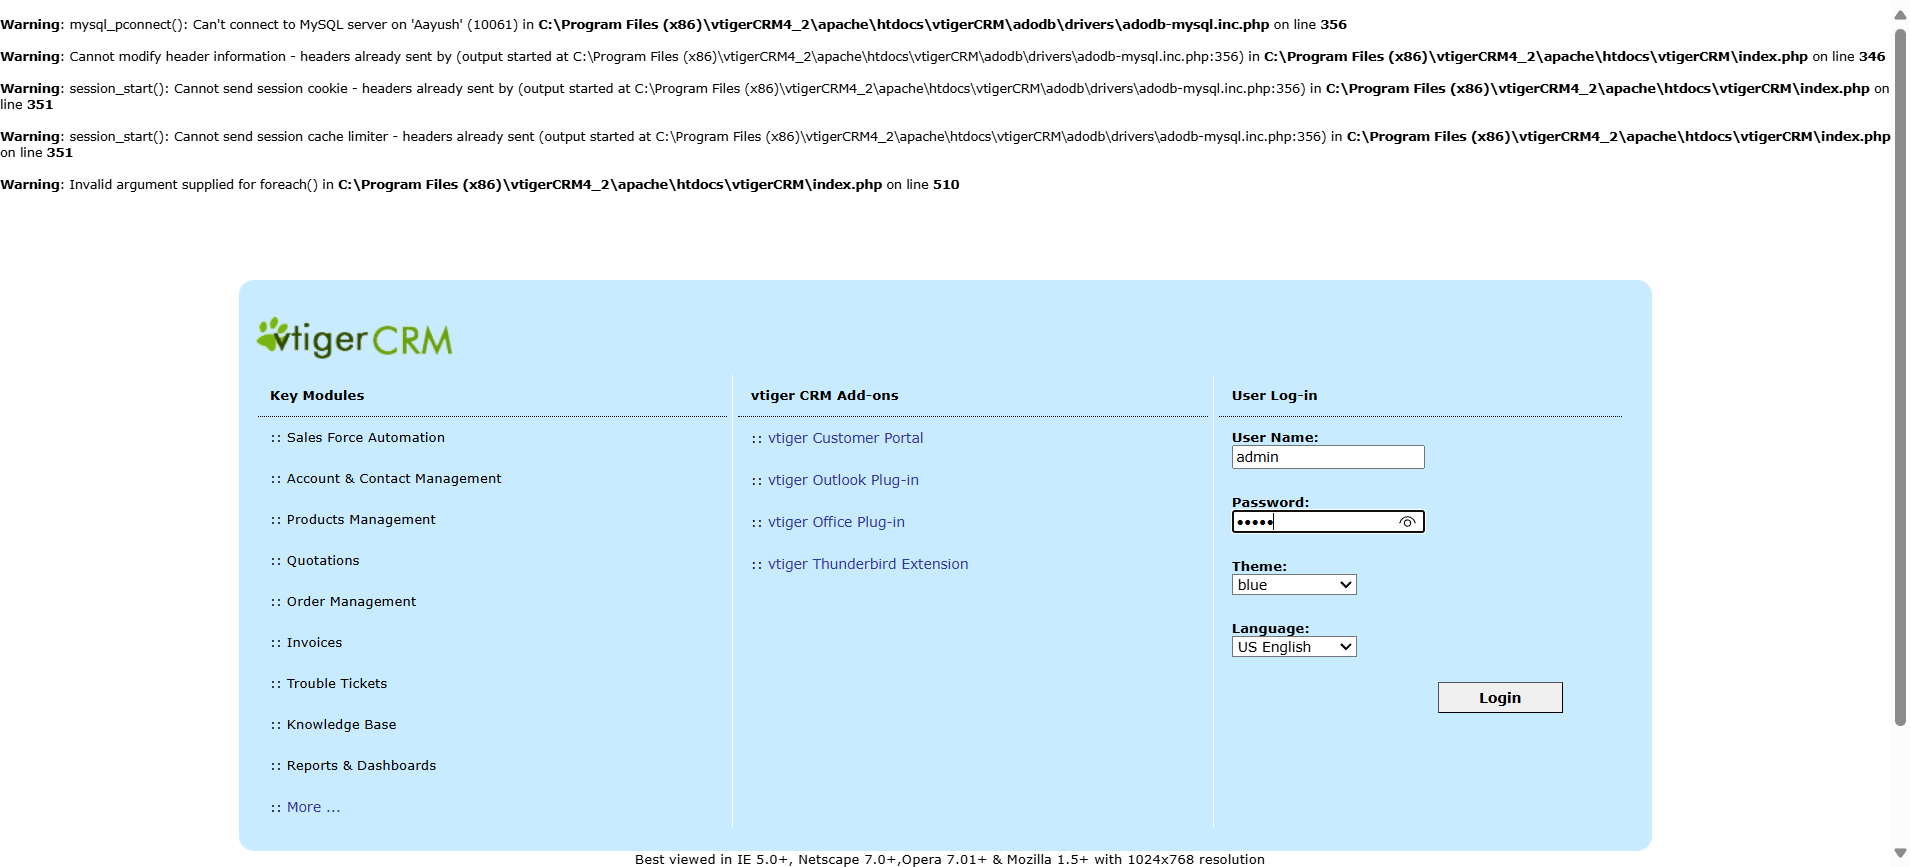 Warning: mysql_pconnect(): Can't connect to MySQL server on 'Aayush' (10061) in C:\Program Files (x86)\vtigerCRM4_2\apache\htdocs\vtigerCRM\adodb\drivers\adodb-mysql.inc.php on line 356
Warning: Cannot modify header information - headers already sent by (output started at C:\Program Files (x86)\vtigerCRM4_2\apache\htdocs\vtigerCRM\adodb\drivers\adodb-mysql.inc.php:356) in C:\Program Files (x86)\vtigerCRM4_2\apache\htdocs\vtigerCRM\index.php on line 346
Warning: session_start(): Cannot send session cookie - headers already sent by (output started at C:\Program Files (x86)\vtigerCRM4_2\apache\htdocs\vtigerCRM\adodb\drivers\adodb-mysql.inc.php:356) in C:\Program Files (x86)\vtigerCRM4_2\apache\htdocs\vtigerCRM\index.php on
line 351
Warning: session_start(): Cannot send session cache limiter - headers already sent (output started at C:\Program Files (x86)\vtigerCRM4_2\apache\htdocs\vtigerCRM\adodb\drivers\adodb-mysql.inc.php:356) in C:\Program Files (x86)\vtigerCRM4_2\apache\htdocs\vtigerCRM\index.php
on line 351
Warning: Invalid argument supplied for foreach() in C:\Program Files (x86)\vtigerCRM4_2\apache\htdocs\vtigerCRM\index.php on line 510
vtiger CRM
Key Modules
:: Sales Force Automation
:: Account & Contact Management
:: Products Management
:: Quotations
:: Order Management
:: Invoices
:: Trouble Tickets
:: Knowledge Base
:: Reports & Dashboards
:: More ...
vtiger CRM Add-ons
:: vtiger Customer Portal
:: vtiger Outlook Plug-in
:: vtiger Office Plug-in
:: vtiger Thunderbird Extension
User Log-in
User Name:
admin
Password:
•••••
Theme:
blue
Language:
US English
Login
Best viewed in IE 5.0+, Netscape 7.0+,Opera 7.01+ & Mozilla 1.5+ with 1024x768 resolution